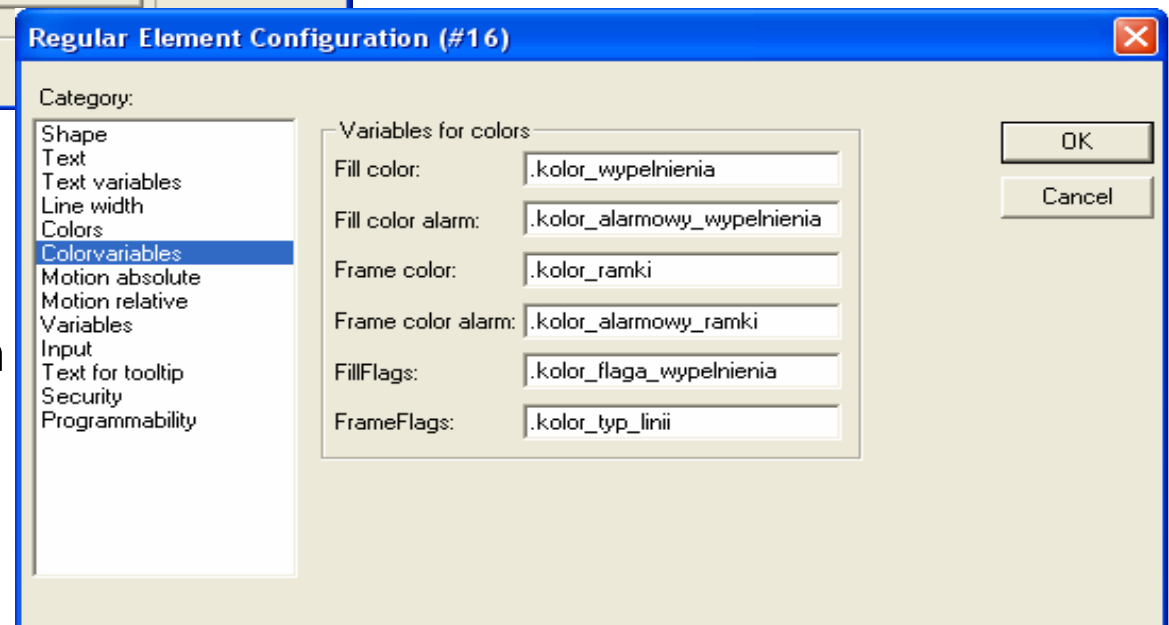 Regular Element Configuration (#16)
Category:
Shape
Text
Text variables
Line width
Colors
Colorvariables
Motion absolute
Motion relative
Variables
Input
Text for tooltip
Security
Programmability
Variables for colors
Fill color: .kolor_wypelnienia
Fill color alarm: .kolor_alarmowy_wypelnienia
Frame color: .kolor_ramki
Frame color alarm: .kolor_alarmowy_ramki
FillFlags: .kolor_flaga_wypelnienia
FrameFlags: .kolor_typ_linii
OK
Cancel